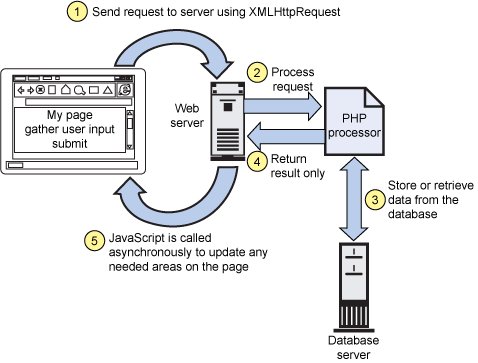 1 Send request to server using XMLHttpRequest
My page
gather user input
submit
Web
server
2 Process
request
PHP
processor
4 Return
result only
3 Store or retrieve
data from the
database
5 JavaScript is called
asynchronously to update any
needed areas on the page
Database
server